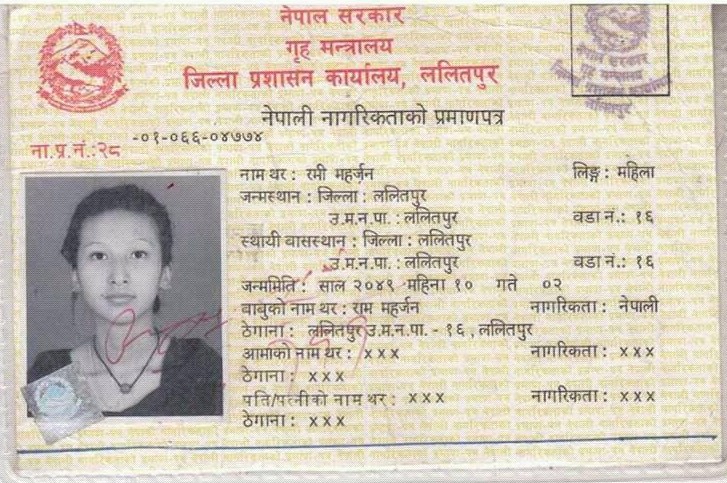 नेपाल सरकार
गृह मन्त्रालय
जिल्ला प्रशासन कार्यालय, ललितपुर
नेपाली नागरिकताको प्रमाणपत्र
ना.प्र.नं.:२८-०१-०६६-०४७७४
नाम थर : रमी महर्जन लिङ्ग : महिला
जन्मस्थान : जिल्ला : ललितपुर
उ.म.न.पा. : ललितपुर वडा नं.: १६
स्थायी वासस्थान : जिल्ला : ललितपुर
उ.म.न.पा. : ललितपुर वडा नं.: १६
जन्ममिति : साल २०४९ महिना १० गते ०२
बाबुको नाम थर : राम महर्जन नागरिकता : नेपाली
ठेगाना : ललितपुर उ.म.न.पा. - १६ , ललितपुर
आमाको नाम थर : xxx नागरिकता : xxx
ठेगाना : xxx
पति/पत्नीको नाम थर : xxx नागरिकता : xxx
ठेगाना : xxx